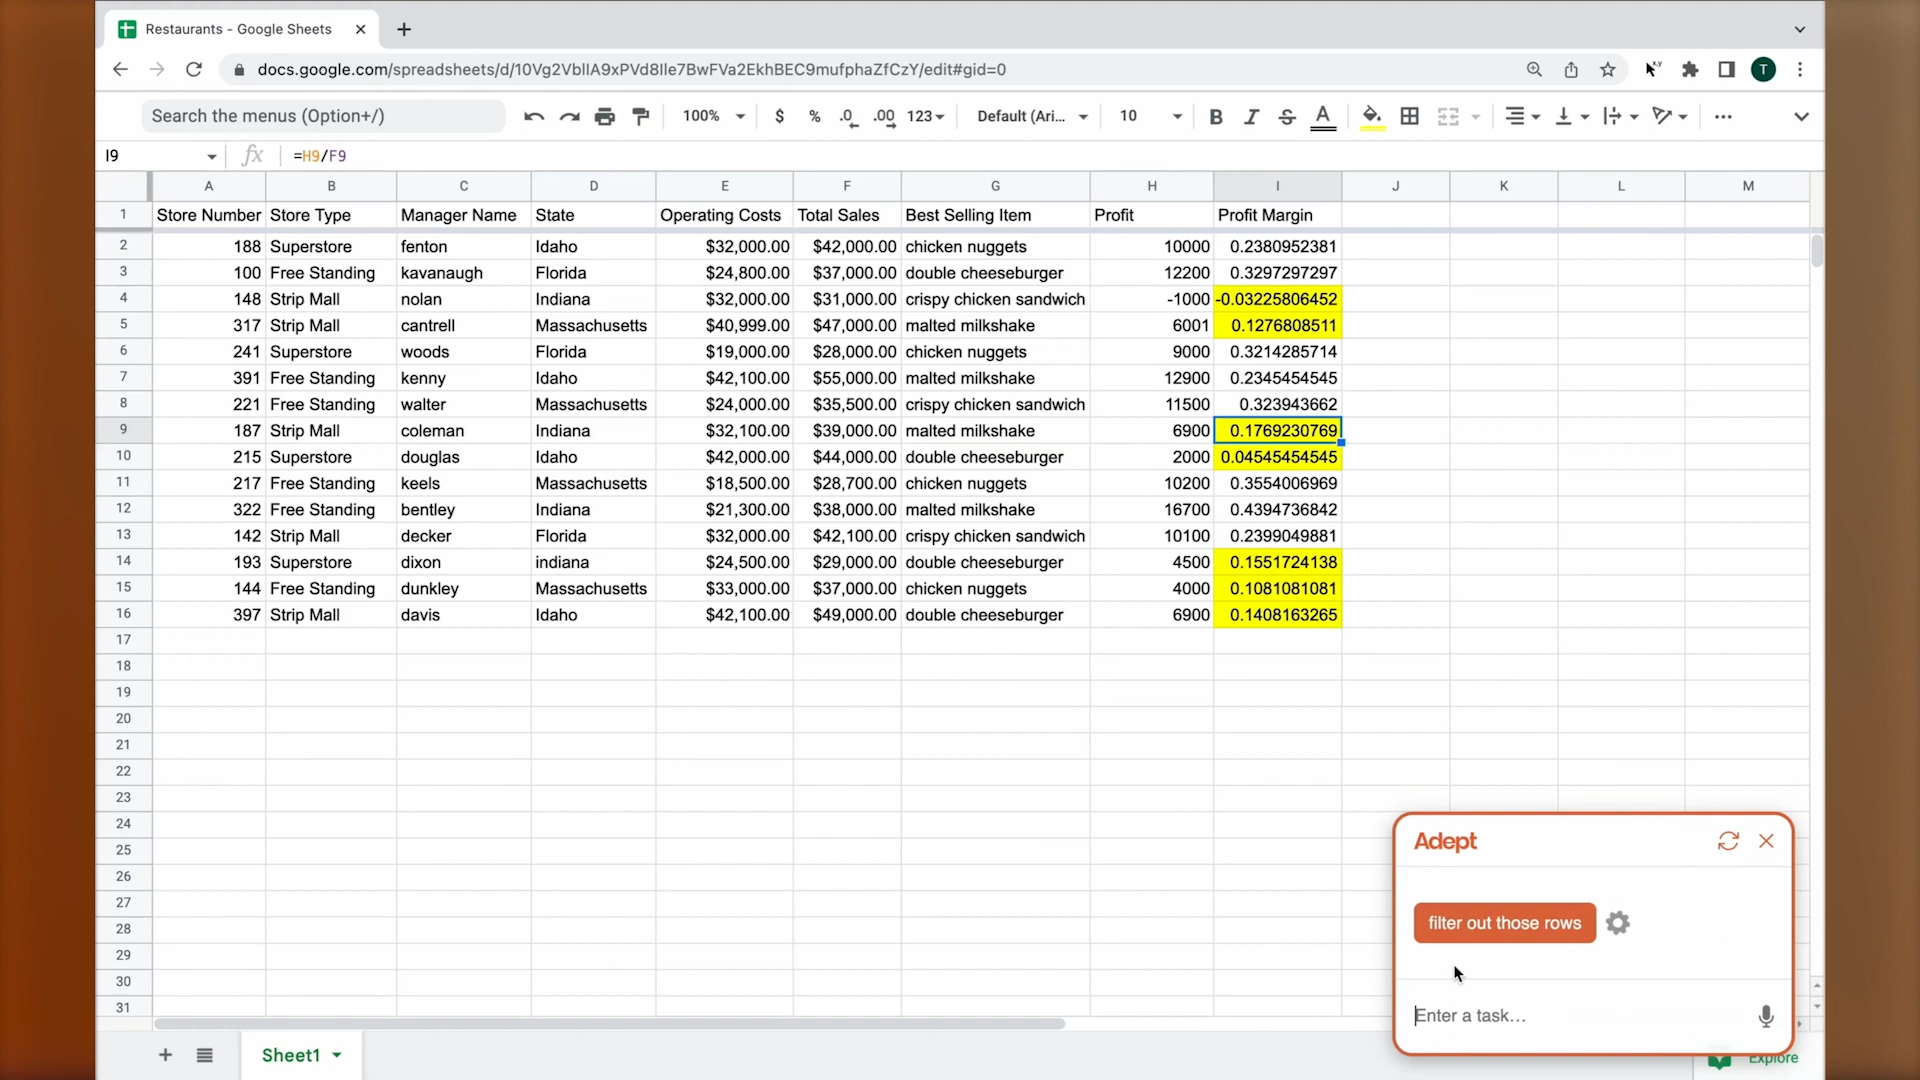 Restaurants - Google Sheets
docs.google.com/spreadsheets/d/10Vg2VblIA9xPVd8Ile7BwFVa2EkhBEC9mufphaZfCzY/edit#gid=0 T
Search the menus (Option+/) 100% $ % .0 .00 123 Default (Ari... 10 B I S A
I9 fx =H9/F9
A B C D E F G H I J K L M
1 Store Number Store Type Manager Name State Operating Costs Total Sales Best Selling Item Profit Profit Margin
2 188 Superstore fenton Idaho $32,000.00 $42,000.00 chicken nuggets 10000 0.2380952381
3 100 Free Standing kavanaugh Florida $24,800.00 $37,000.00 double cheeseburger 12200 0.3297297297
4 148 Strip Mall nolan Indiana $32,000.00 $31,000.00 crispy chicken sandwich -1000 -0.03225806452
5 317 Strip Mall cantrell Massachusetts $40,999.00 $47,000.00 malted milkshake 6001 0.1276808511
6 241 Superstore woods Florida $19,000.00 $28,000.00 chicken nuggets 9000 0.3214285714
7 391 Free Standing kenny Idaho $42,100.00 $55,000.00 malted milkshake 12900 0.2345454545
8 221 Free Standing walter Massachusetts $24,000.00 $35,500.00 crispy chicken sandwich 11500 0.323943662
9 187 Strip Mall coleman Indiana $32,100.00 $39,000.00 malted milkshake 6900 0.1769230769
10 215 Superstore douglas Idaho $42,000.00 $44,000.00 double cheeseburger 2000 0.04545454545
11 217 Free Standing keels Massachusetts $18,500.00 $28,700.00 chicken nuggets 10200 0.3554006969
12 322 Free Standing bentley Indiana $21,300.00 $38,000.00 malted milkshake 16700 0.4394736842
13 142 Strip Mall decker Florida $32,000.00 $42,100.00 crispy chicken sandwich 10100 0.2399049881
14 193 Superstore dixon indiana $24,500.00 $29,000.00 double cheeseburger 4500 0.1551724138
15 144 Free Standing dunkley Massachusetts $33,000.00 $37,000.00 chicken nuggets 4000 0.1081081081
16 397 Strip Mall davis Idaho $42,100.00 $49,000.00 double cheeseburger 6900 0.1408163265
17
18
19
20
21
22
23
24
25
26
27
28
29
30
31
Adept
filter out those rows
Enter a task...
Sheet1
Explore